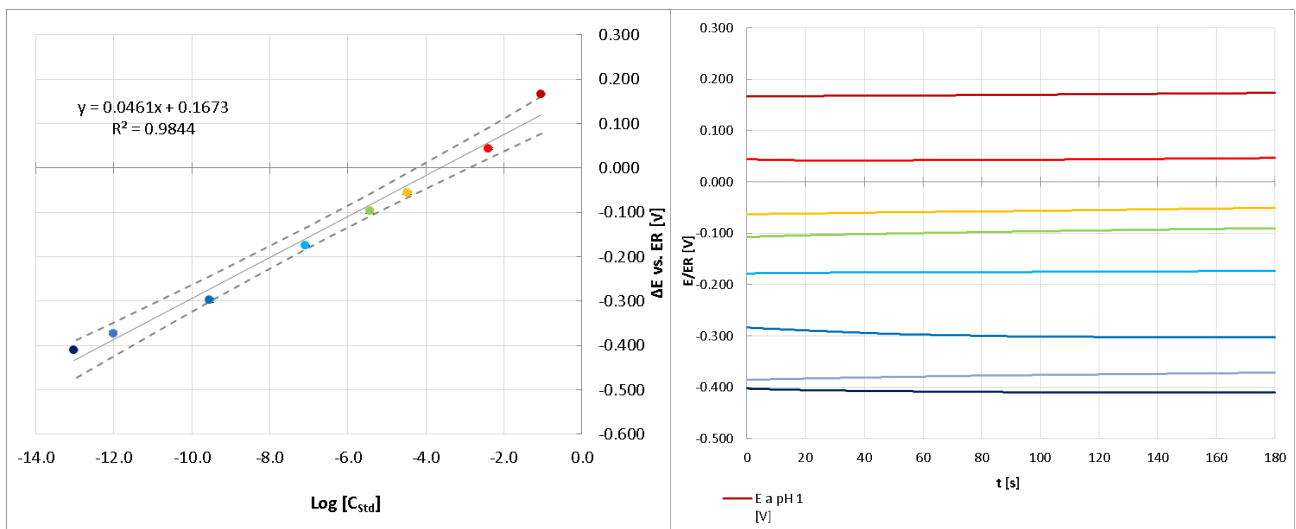 y = 0.0461x + 0.1673
R² = 0.9844
0.300
0.200
0.100
0.000
-0.100
-0.200
-0.300
-0.400
-0.500
-0.600
ΔE vs. ER [V]
-14.0 -12.0 -10.0 -8.0 -6.0 -4.0 -2.0 0.0
Log [C_Std]
0.300
0.200
0.100
0.000
-0.100
-0.200
-0.300
-0.400
-0.500
E/ER [V]
0 20 40 60 80 100 120 140 160 180
t [s]
E a pH 1
[V]